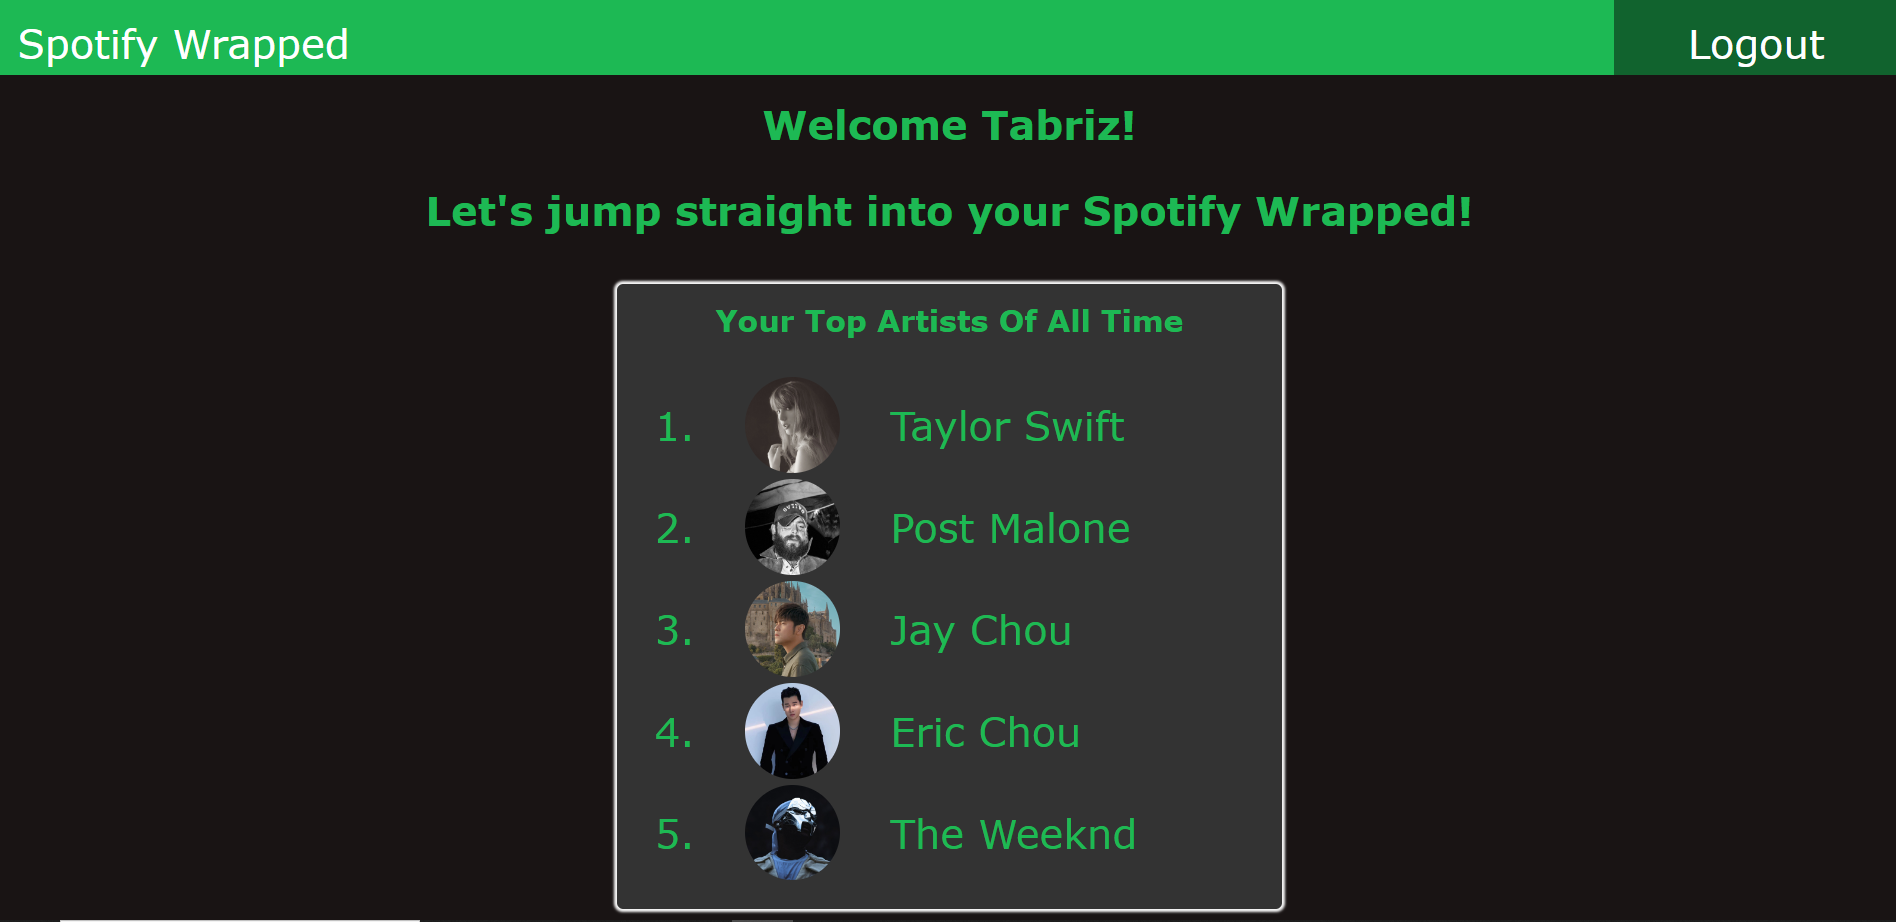 Spotify Wrapped
Logout
Welcome Tabriz!
Let's jump straight into your Spotify Wrapped!
Your Top Artists Of All Time
1. Taylor Swift
2. Post Malone
3. Jay Chou
4. Eric Chou
5. The Weeknd